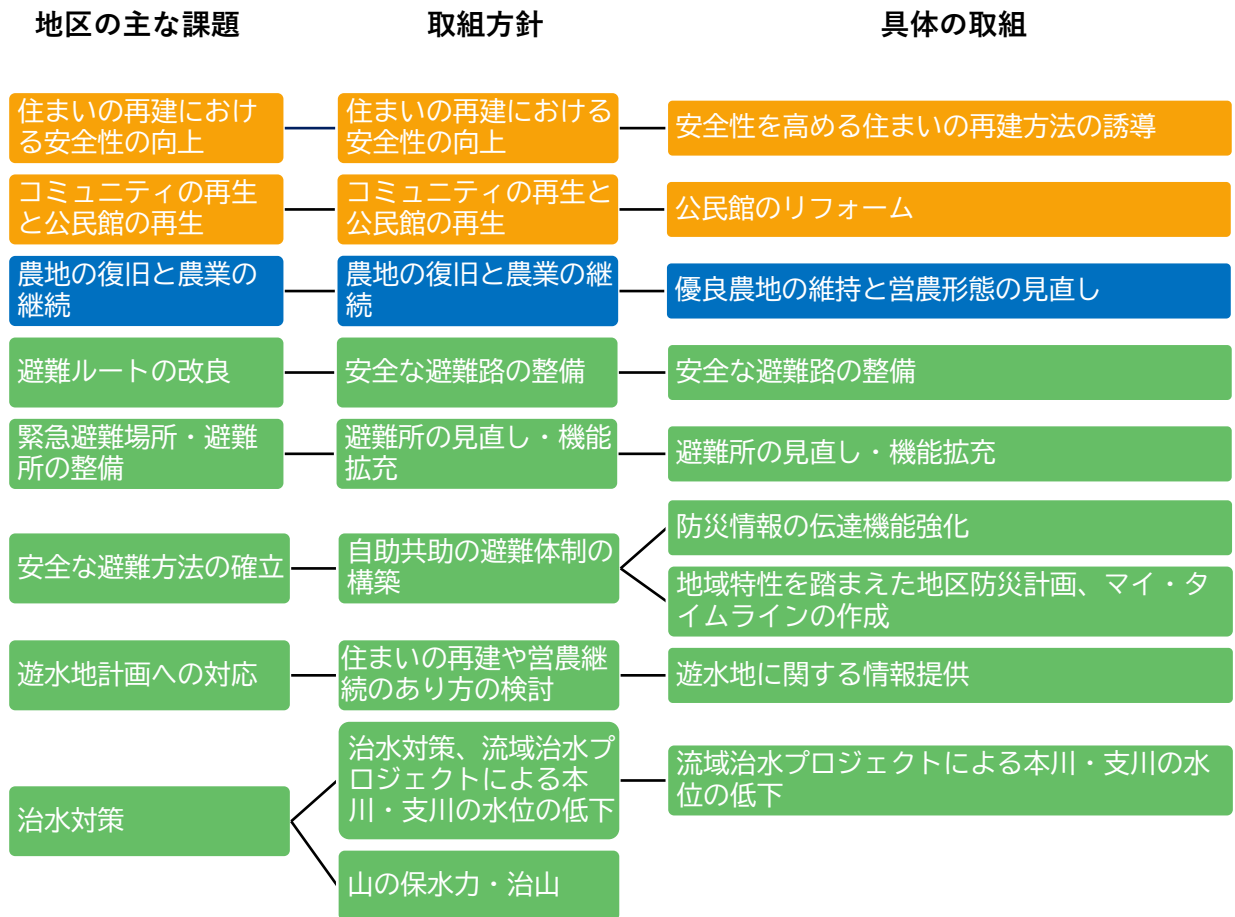 地区の主な課題
取組方針
具体の取組
住まいの再建におけ
る安全性の向上
住まいの再建における
安全性の向上
安全性を高める住まいの再建方法の誘導
コミュニティの再生
と公民館の再生
コミュニティの再生と
公民館の再生
公民館のリフォーム
農地の復旧と農業の
継続
農地の復旧と農業の継
続
優良農地の維持と営農形態の見直し
避難ルートの改良
安全な避難路の整備
安全な避難路の整備
緊急避難場所・避難
所の整備
避難所の見直し・機能
拡充
避難所の見直し・機能拡充
安全な避難方法の確立
自助共助の避難体制の
構築
防災情報の伝達機能強化
地域特性を踏まえた地区防災計画、マイ・タ
イムラインの作成
遊水地計画への対応
住まいの再建や営農継
続のあり方の検討
遊水地に関する情報提供
治水対策
治水対策、流域治水プ
ロジェクトによる本
川・支川の水位の低下
流域治水プロジェクトによる本川・支川の水
位の低下
山の保水力・治山